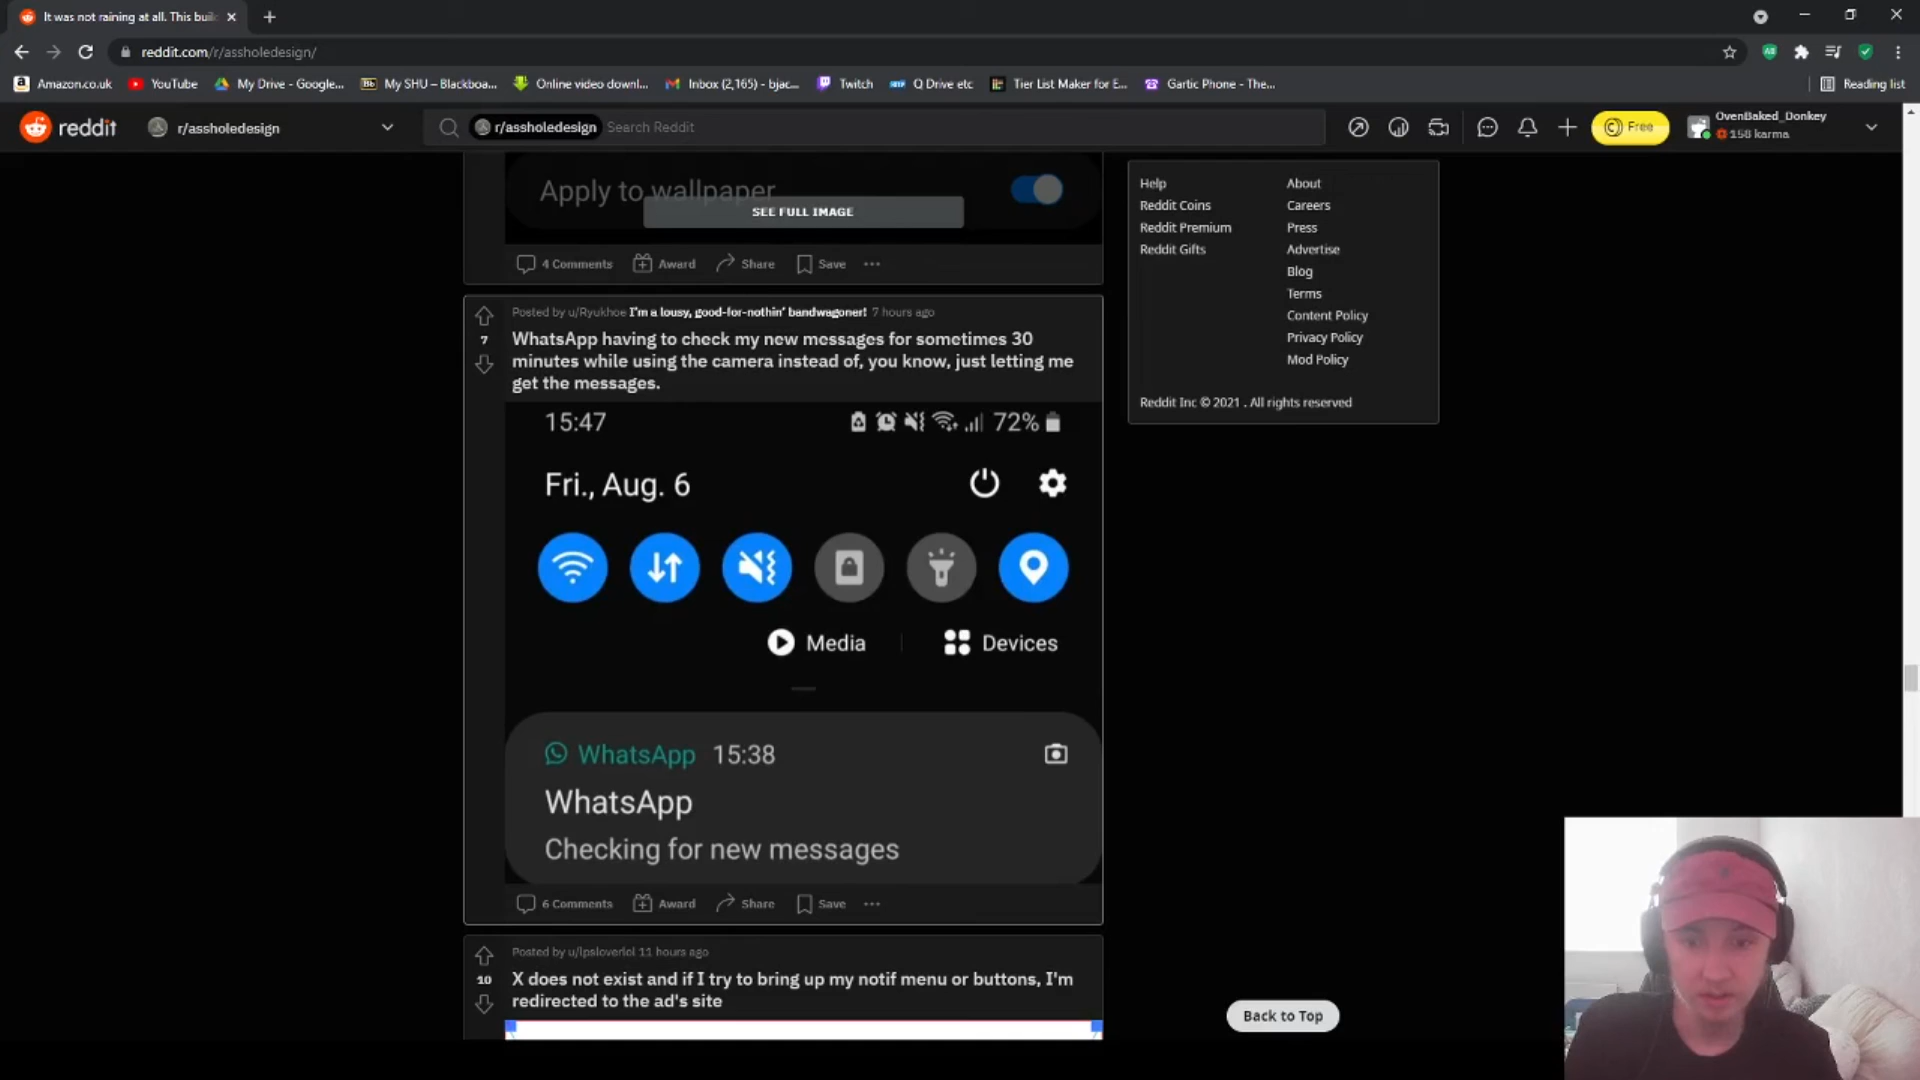 It was not raining at all. This buil
reddit.com/r/assholedesign/
Amazon.co.uk YouTube My Drive - Google... My SHU – Blackboa... Online video downl... Inbox (2,165) - bjac... Twitch Q Drive etc Tier List Maker for E... Gartic Phone - The... Reading list
reddit r/assholedesign r/assholedesign Search Reddit Free OvenBaked_Donkey
158 karma
Apply to wallpaper
SEE FULL IMAGE
4 Comments Award Share Save
Help About
Reddit Coins Careers
Reddit Premium Press
Reddit Gifts Advertise
Blog
Terms
Content Policy
Privacy Policy
Mod Policy
Reddit Inc © 2021 . All rights reserved
Posted by u/Ryukhoe I'm a lousy, good-for-nothin' bandwagoner! 7 hours ago
7
WhatsApp having to check my new messages for sometimes 30
minutes while using the camera instead of, you know, just letting me
get the messages.
15:47 72%
Fri., Aug. 6
Media Devices
WhatsApp 15:38
WhatsApp
Checking for new messages
6 Comments Award Share Save
Posted by 11 hours ago
10
X does not exist and if I try to bring up my notif menu or buttons, I'm
redirected to the ad's site
Back to Top